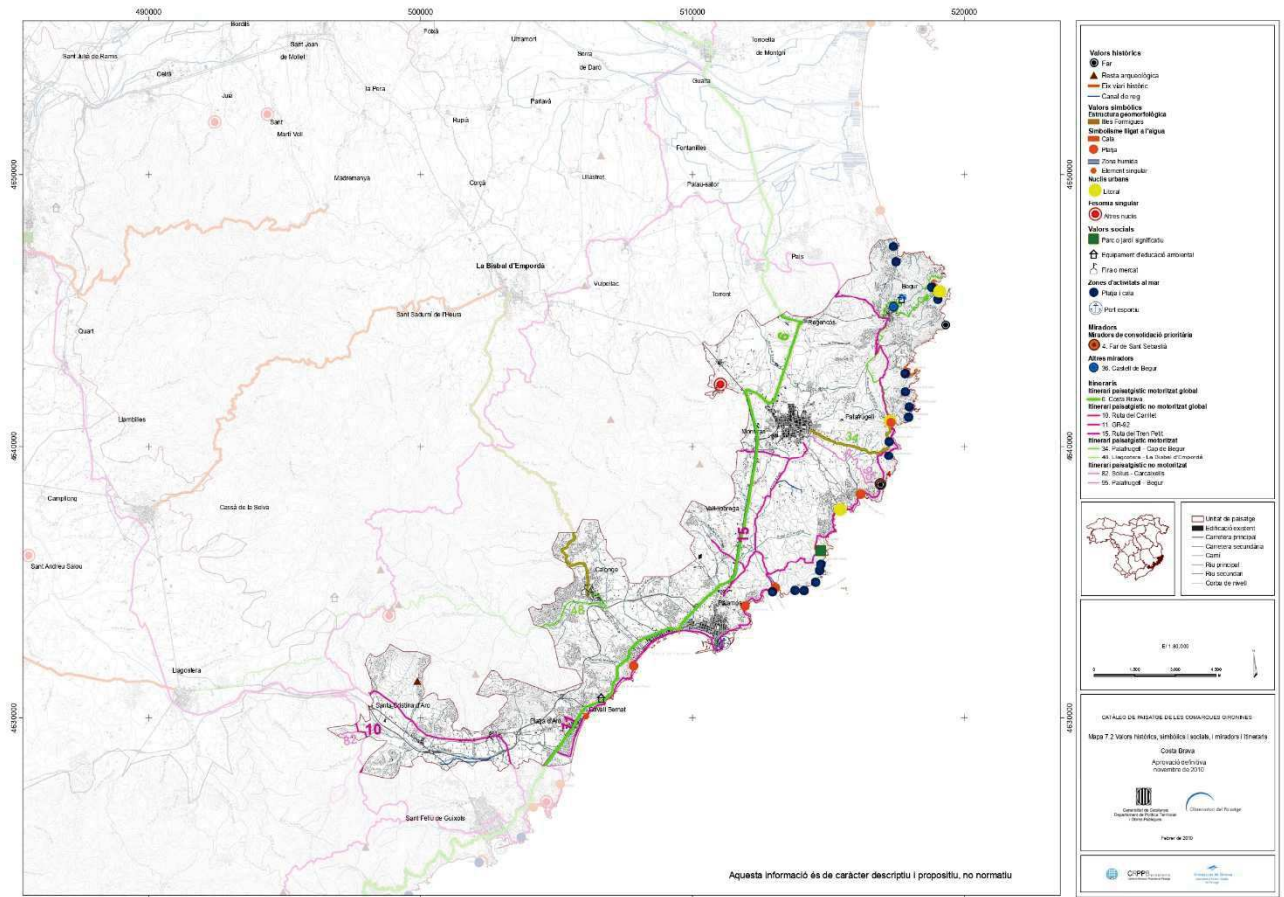 490000
500000
510000
520000
Bordils
Sant Joan
de Mollet
Foixà
Ultramort
Serra
de Daró
Torroella
de Montgrí
Sant Julià de Ramis
Celrà
Juià
la Pera
Parlavà
Gualta
Sant
Martí Vell
Rupià
Fontanilles
4650000
4650000
Madremanya
Corçà
Ullastret
Palau-sator
La Bisbal d'Empordà
Vulpellac
Pals
Begur
Torrent
Quart
Sant Sadurní de l'Heura
Regencós
6
Llambilles
Palafrugell
Mont-ras
34
4640000
4640000
Campllong
Cassà de la Selva
Vall-llobrega
15
Sant Andreu Salou
Calonge
48
Palamós
Llagostera
Santa Cristina d'Aro
Platja d'Aro
Cavall Bernat
11
10
82
4630000
4630000
Sant Feliu de Guíxols
Aquesta informació és de caràcter descriptiu i propositiu, no normatiu
Valors històrics
Far
Resta arqueològica
Eix viari històric
Canal de reg
Valors simbòlics
Estructura geomorfològica
Illes Formigues
Simbolisme lligat a l'aigua
Cala
Platja
Zona humida
Element singular
Nuclis urbans
Litoral
Fesomia singular
Altres nuclis
Valors socials
Parc o jardí significatiu
Equipament d'educació ambiental
Fira o mercat
Zones d'activitats al mar
Platja i cala
Port esportiu
Miradors
Miradors de consolidació prioritària
4. Far de Sant Sebastià
Altres miradors
36. Castell de Begur
Itineraris
Itinerari paisatgístic motoritzat global
6. Costa Brava
Itinerari paisatgístic no motoritzat global
10. Ruta del Carrilet
11. GR-92
15. Ruta del Tren Petit
Itinerari paisatgístic motoritzat
34. Palafrugell - Cap de Begur
48. Llagostera - La Bisbal d'Empordà
Itinerari paisatgístic no motoritzat
82. Solius - Carcaixells
95. Palafrugell - Begur
Unitat de paisatge
Edificació existent
Carretera principal
Carretera secundària
Camí
Riu principal
Riu secundari
Corba de nivell
CATÀLEG DE PAISATGE DE LES COMARQUES GIRONINES
Mapa 7.2 Valors històrics, simbòlics i socials, i miradors i itineraris
Costa Brava
Aprovació definitiva
novembre de 2010
Generalitat de Catalunya
Departament de Política Territorial
i Obres Públiques
Observatori del Paisatge
Febrer de 2010